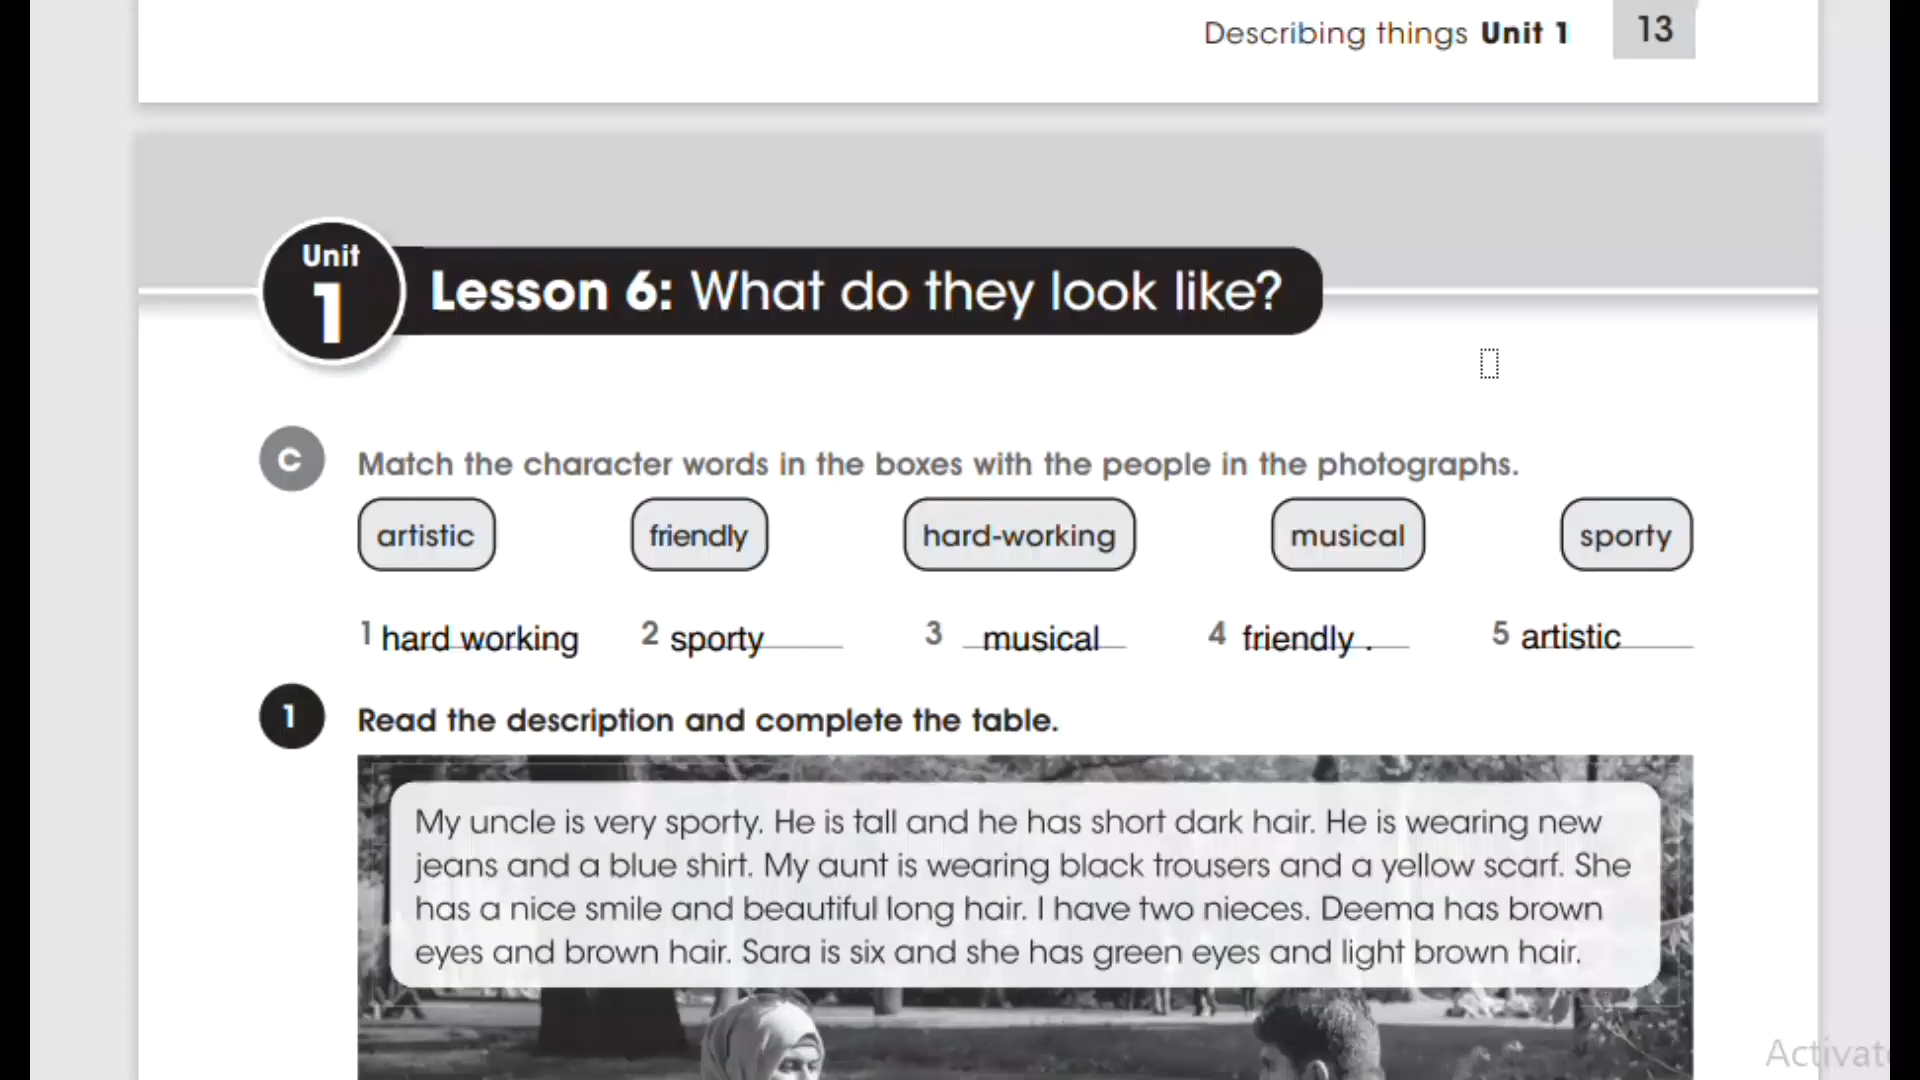 Describing things Unit 1 13
Unit
1
Lesson 6: What do they look like?
C Match the character words in the boxes with the people in the photographs.
artistic friendly hard-working musical sporty
1 hard working 2 sporty 3 musical 4 friendly . 5 artistic
1 Read the description and complete the table.
My uncle is very sporty. He is tall and he has short dark hair. He is wearing new
jeans and a blue shirt. My aunt is wearing black trousers and a yellow scarf. She
has a nice smile and beautiful long hair. I have two nieces. Deema has brown
eyes and brown hair. Sara is six and she has green eyes and light brown hair.